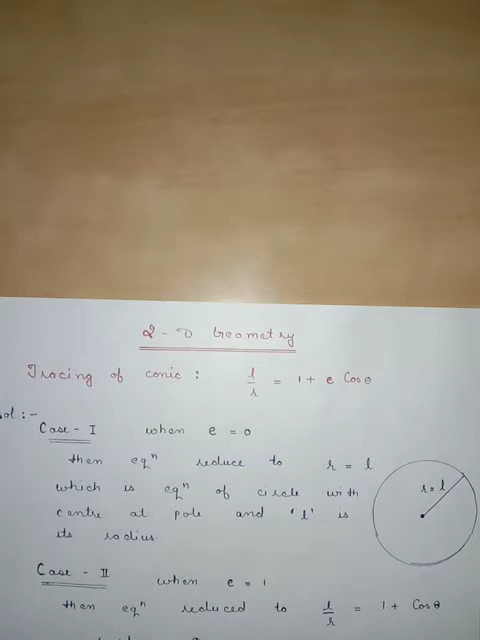 2-D Geometry
Tracing of conic : l/r = 1 + e Cosθ
sol :-
Case - I when e = 0
then eqⁿ reduce to r = l
which is eqⁿ of circle with
centre at pole and 'l' is
its radius.
r = l
Case - II when e = 1
then eqⁿ reduced to l/r = 1 + Cosθ